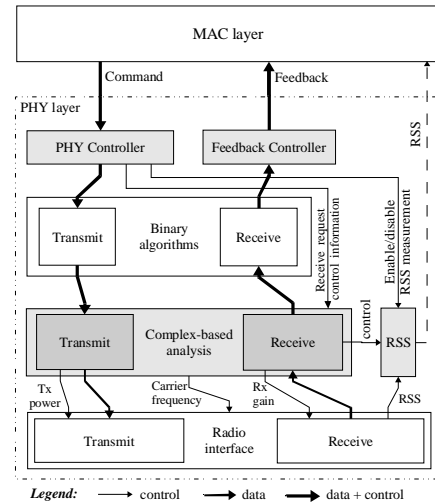 MAC layer
Command
Feedback
RSS
PHY layer
PHY Controller
Feedback Controller
Transmit
Binary
algorithms
Receive
Receive request
control information
Enable/disable
RSS measurement
Transmit
Complex-based
analysis
Receive
control
RSS
Tx
power
Carrier
frequency
Rx
gain
RSS
Transmit
Radio
interface
Receive
Legend:
control
data
data + control